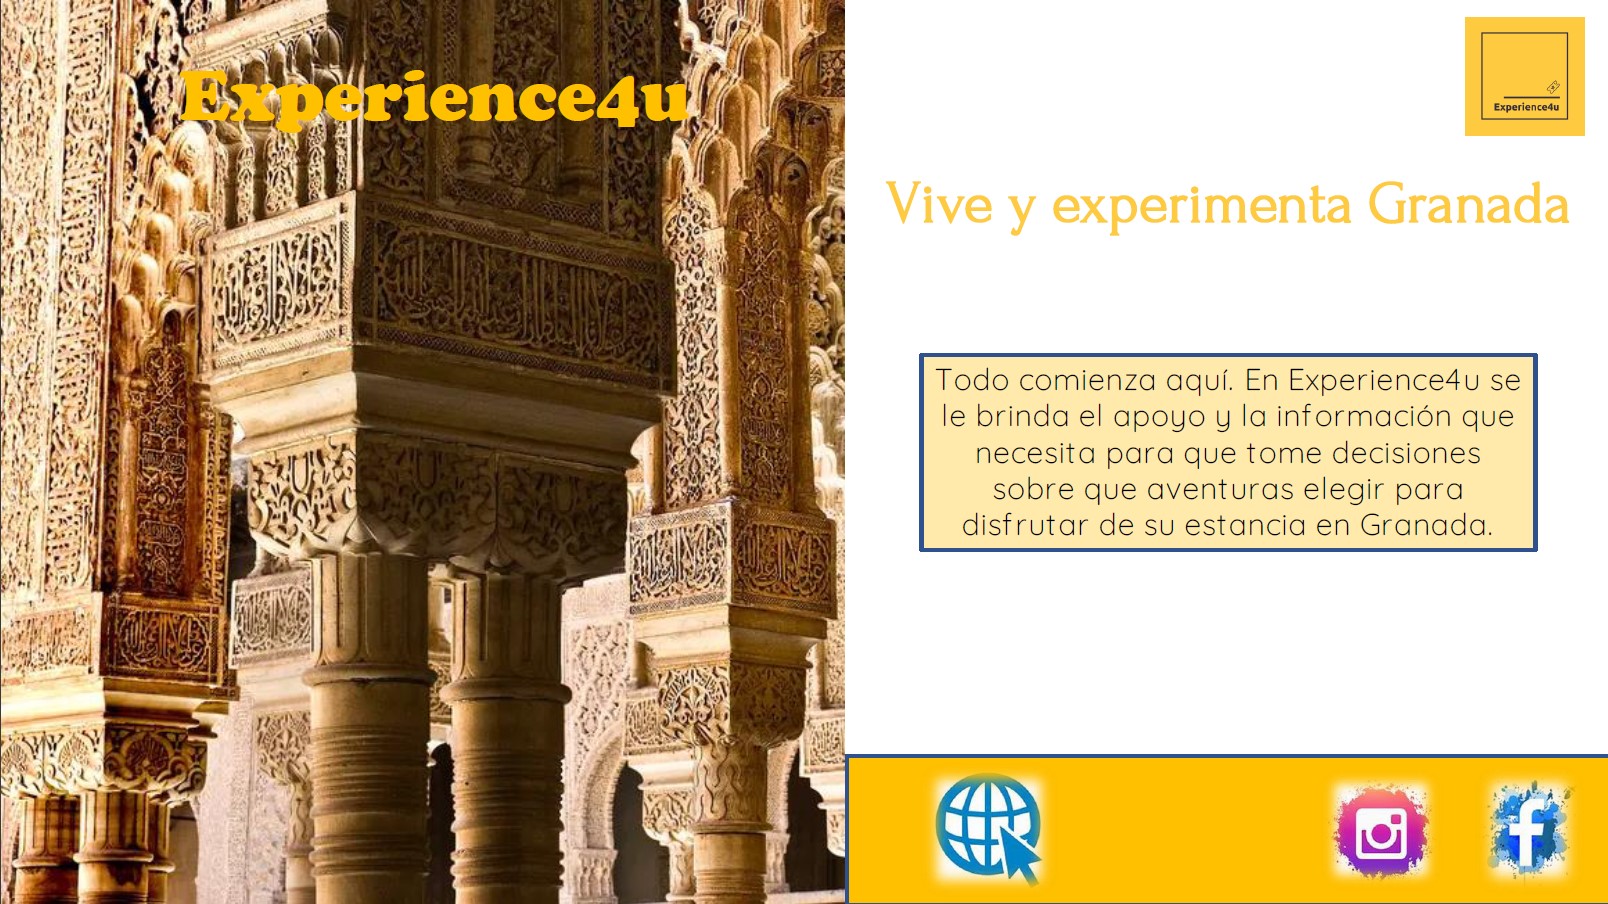 Experience4u
Experience4u
Vive y experimenta Granada
Todo comienza aquí. En Experience4u se
le brinda el apoyo y la información que
necesita para que tome decisiones
sobre que aventuras elegir para
disfrutar de su estancia en Granada.